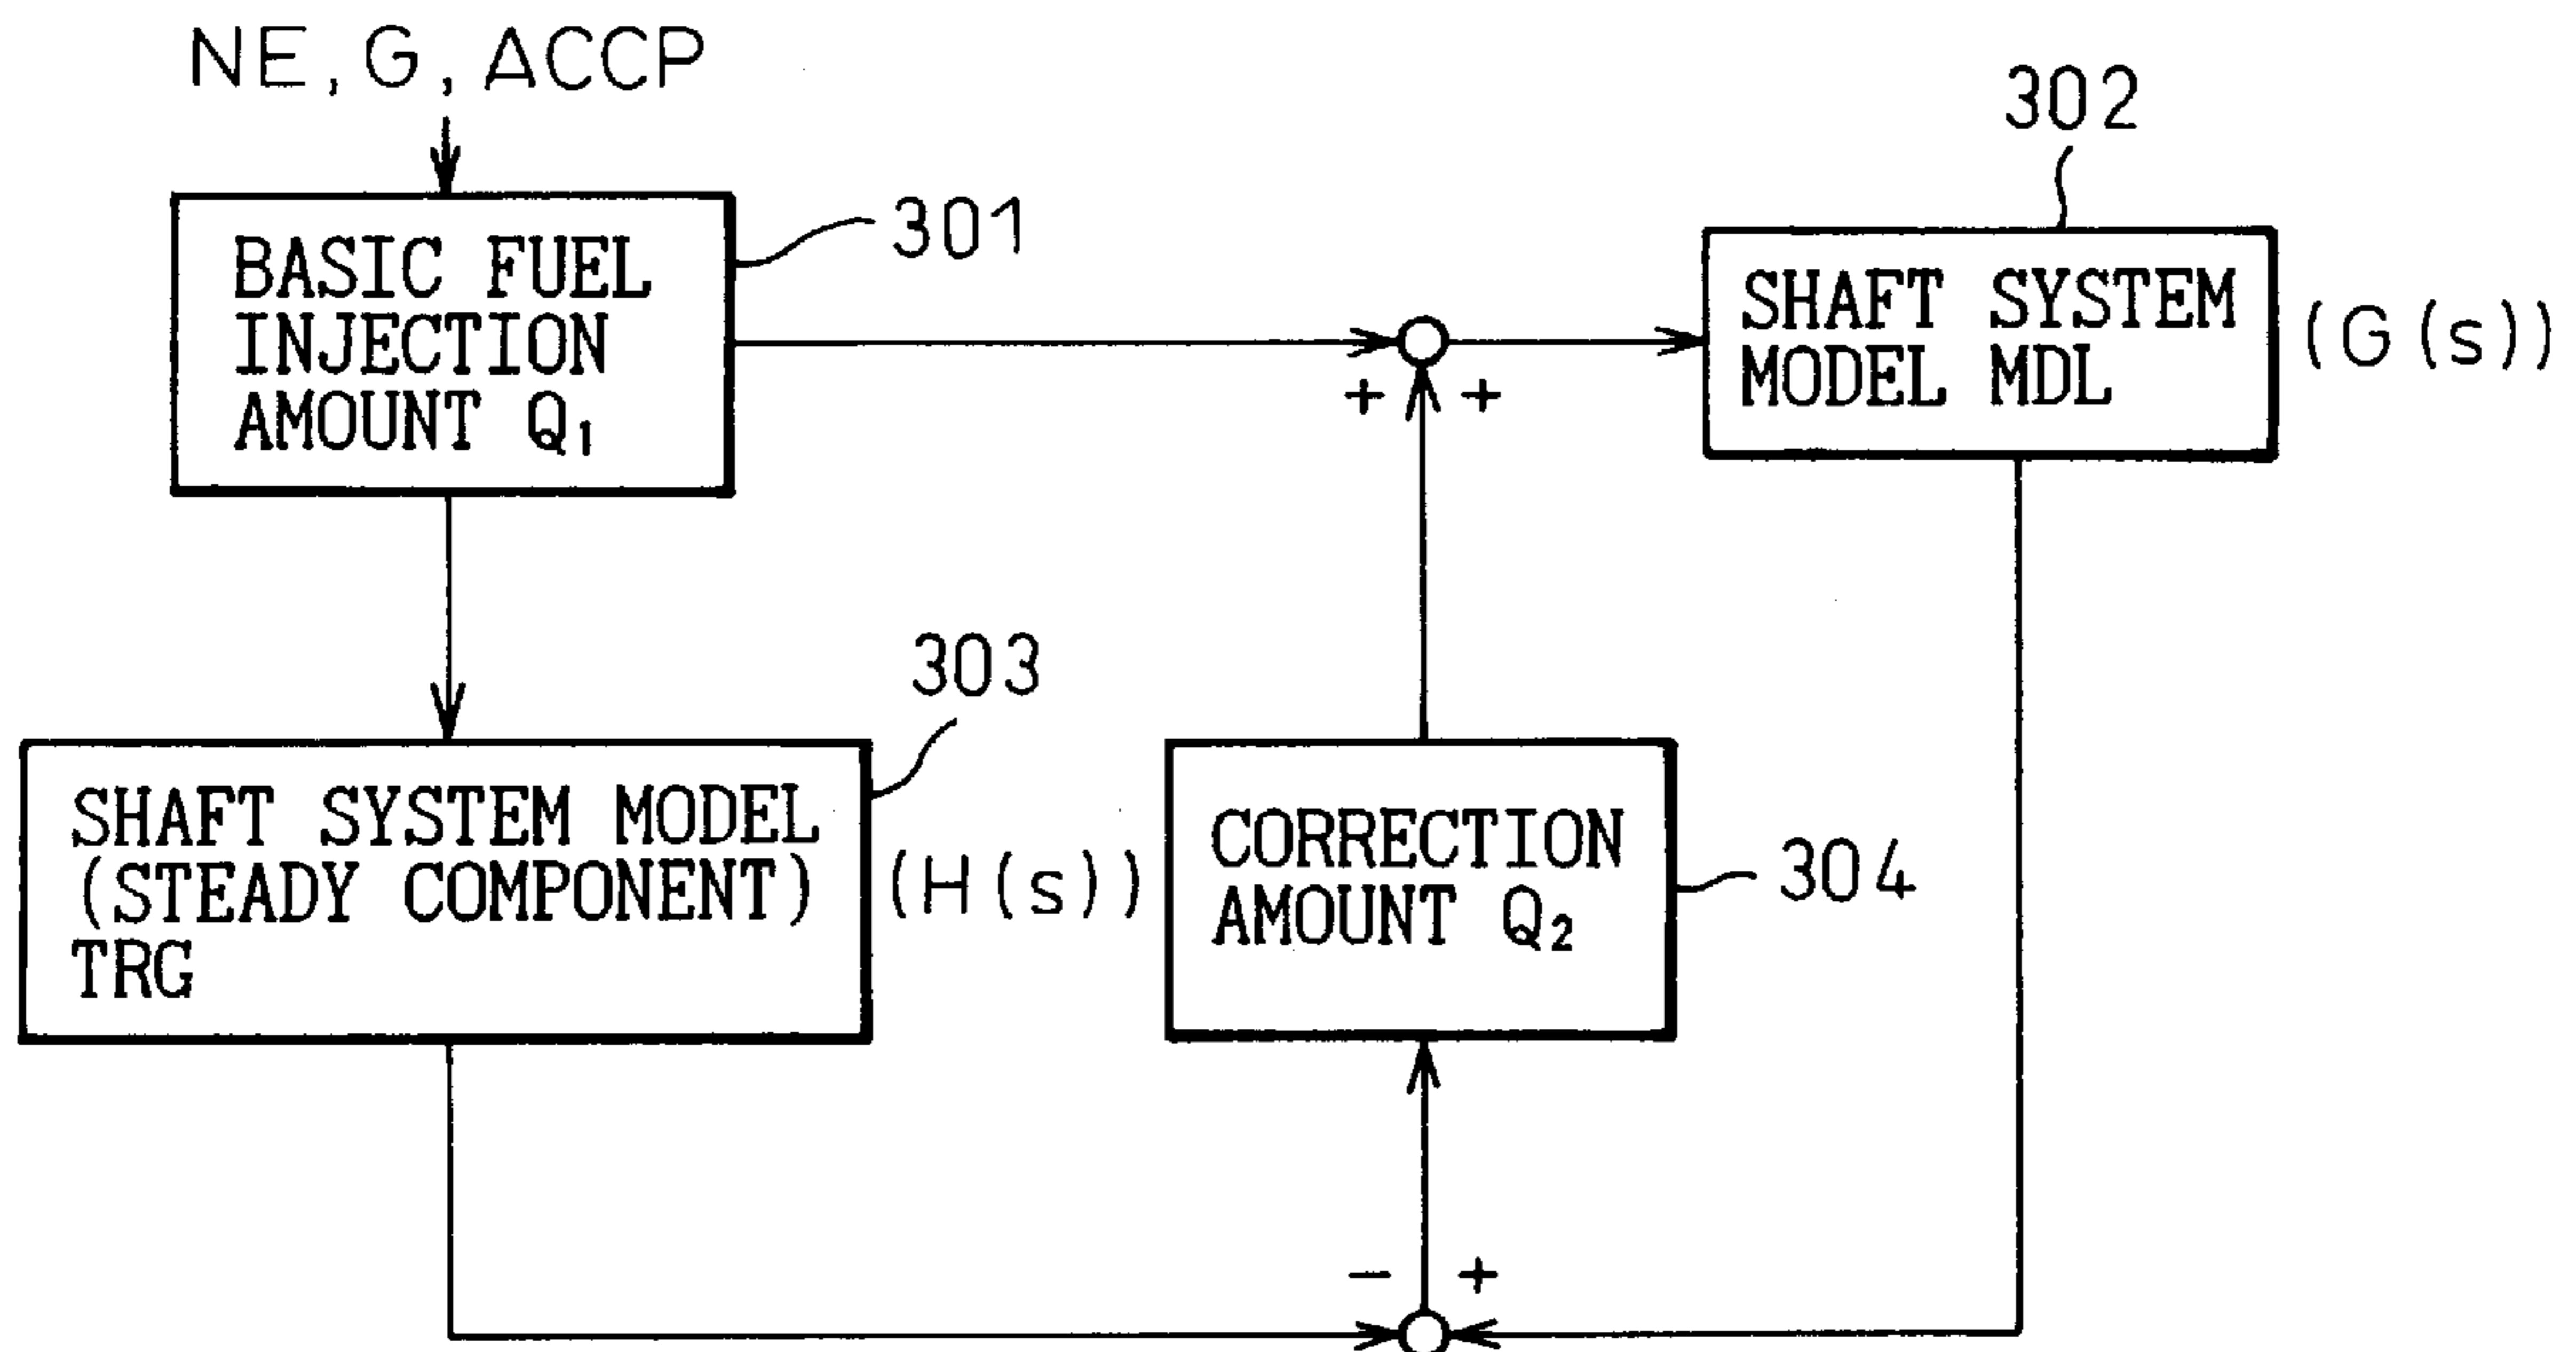 NE, G, ACCP
302
301
BASIC FUEL
INJECTION
AMOUNT Q₁
SHAFT SYSTEM
MODEL MDL
(G(s))
+ +
303
SHAFT SYSTEM MODEL
(STEADY COMPONENT)
TRG
(H(s))
CORRECTION
AMOUNT Q₂
304
− +